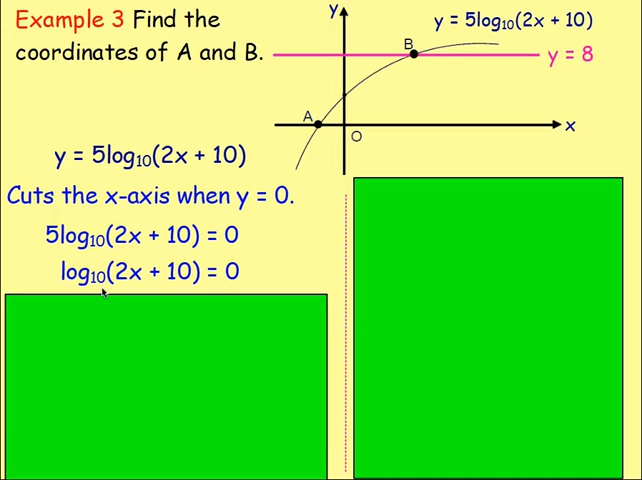 Example 3 Find the
coordinates of A and B.
y
y = 5log₁₀(2x + 10)
B
y = 8
A
x
O
y = 5log₁₀(2x + 10)
Cuts the x-axis when y = 0.
5log₁₀(2x + 10) = 0
log₁₀(2x + 10) = 0